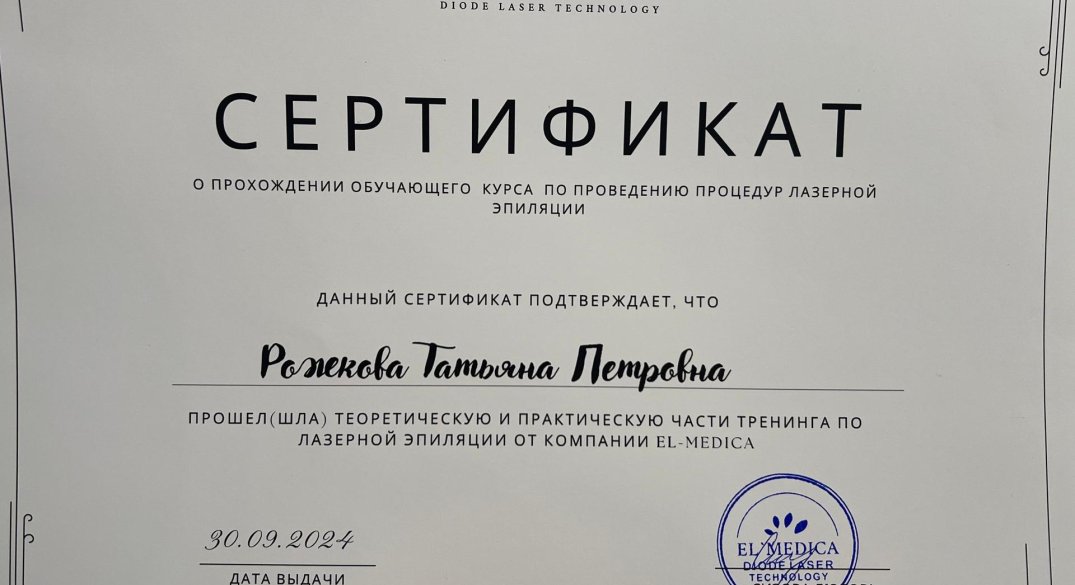 DIODE LASER TECHNOLOGY
СЕРТИФИКАТ
О ПРОХОЖДЕНИИ ОБУЧАЮЩЕГО КУРСА ПО ПРОВЕДЕНИЮ ПРОЦЕДУР ЛАЗЕРНОЙ
ЭПИЛЯЦИИ
ДАННЫЙ СЕРТИФИКАТ ПОДТВЕРЖДАЕТ, ЧТО
Рожекова Татьяна Петровна
ПРОШЕЛ(ШЛА) ТЕОРЕТИЧЕСКУЮ И ПРАКТИЧЕСКУЮ ЧАСТИ ТРЕНИНГА ПО
ЛАЗЕРНОЙ ЭПИЛЯЦИИ ОТ КОМПАНИИ EL-MEDICA
30.09.2024
ДАТА ВЫДАЧИ
EL'MEDICA
DIODE LASER
TECHNOLOGY